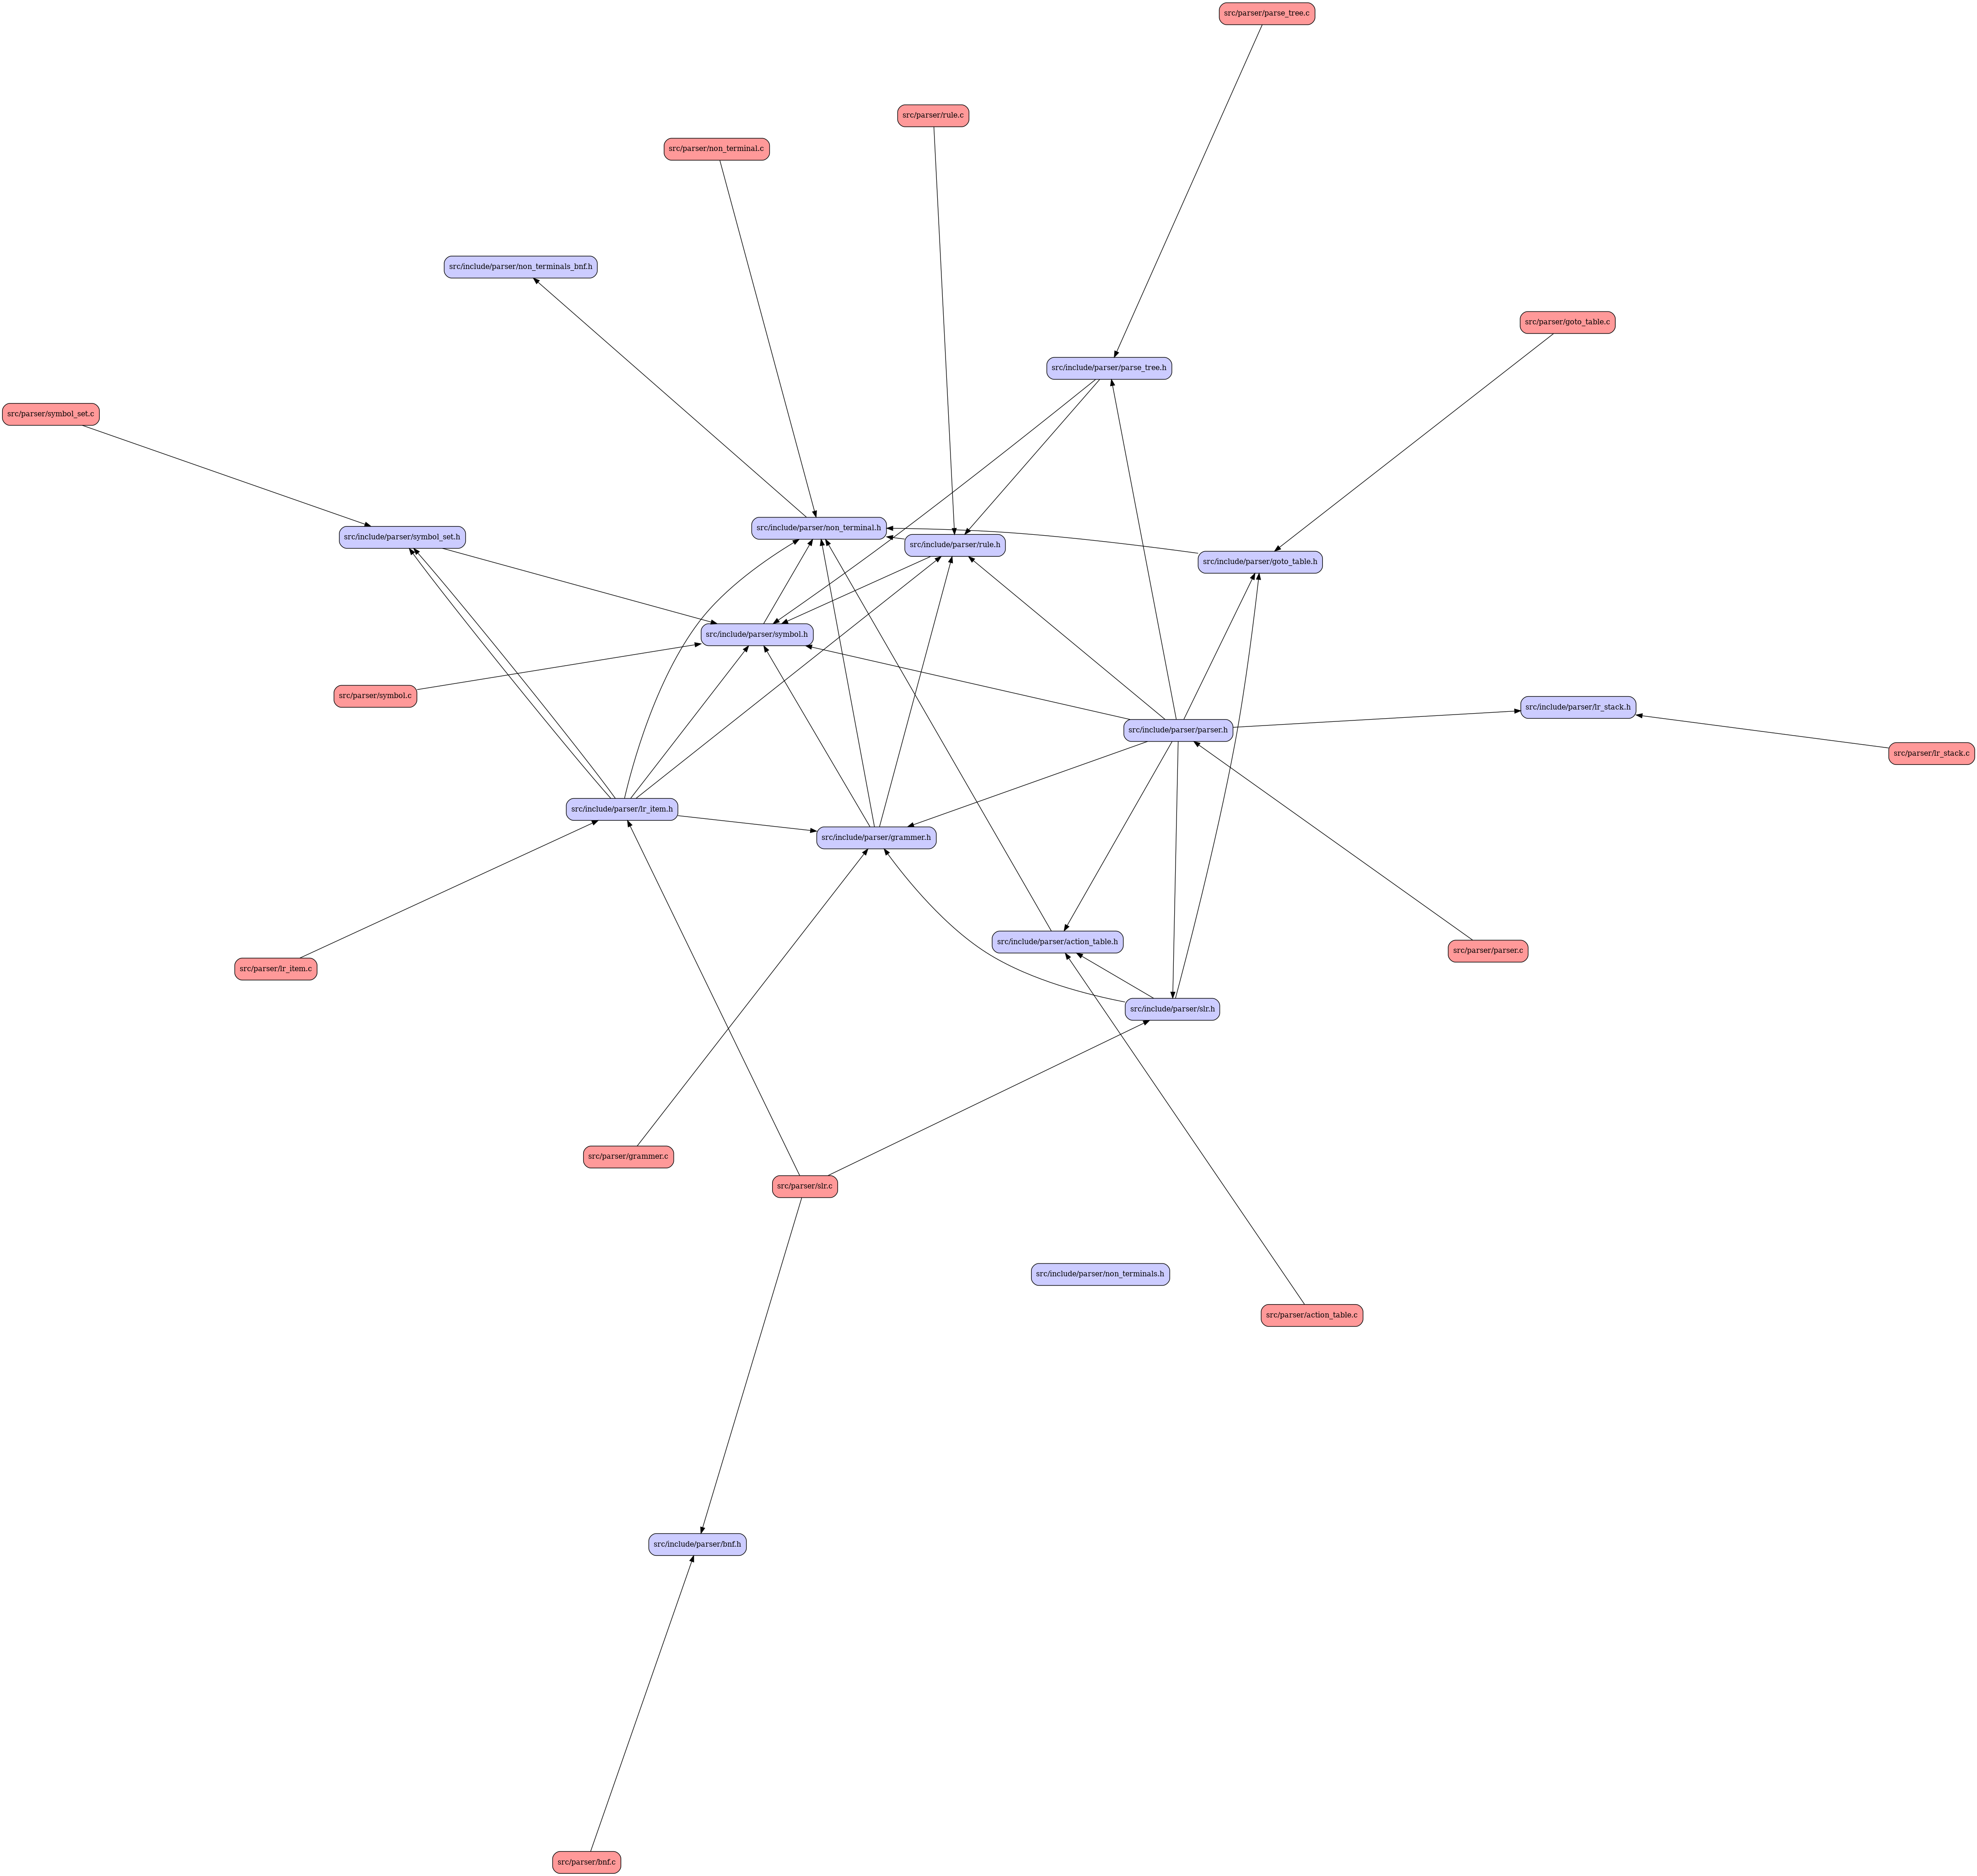 src/parser/parse_tree.c
src/parser/rule.c
src/parser/non_terminal.c
src/include/parser/non_terminals_bnf.h
src/parser/goto_table.c
src/include/parser/parse_tree.h
src/parser/symbol_set.c
src/include/parser/non_terminal.h
src/include/parser/symbol_set.h
src/include/parser/rule.h
src/include/parser/goto_table.h
src/include/parser/symbol.h
src/parser/symbol.c
src/include/parser/lr_stack.h
src/include/parser/parser.h
src/parser/lr_stack.c
src/include/parser/lr_item.h
src/include/parser/grammer.h
src/include/parser/action_table.h
src/parser/parser.c
src/parser/lr_item.c
src/include/parser/slr.h
src/parser/grammer.c
src/parser/slr.c
src/include/parser/non_terminals.h
src/parser/action_table.c
src/include/parser/bnf.h
src/parser/bnf.c